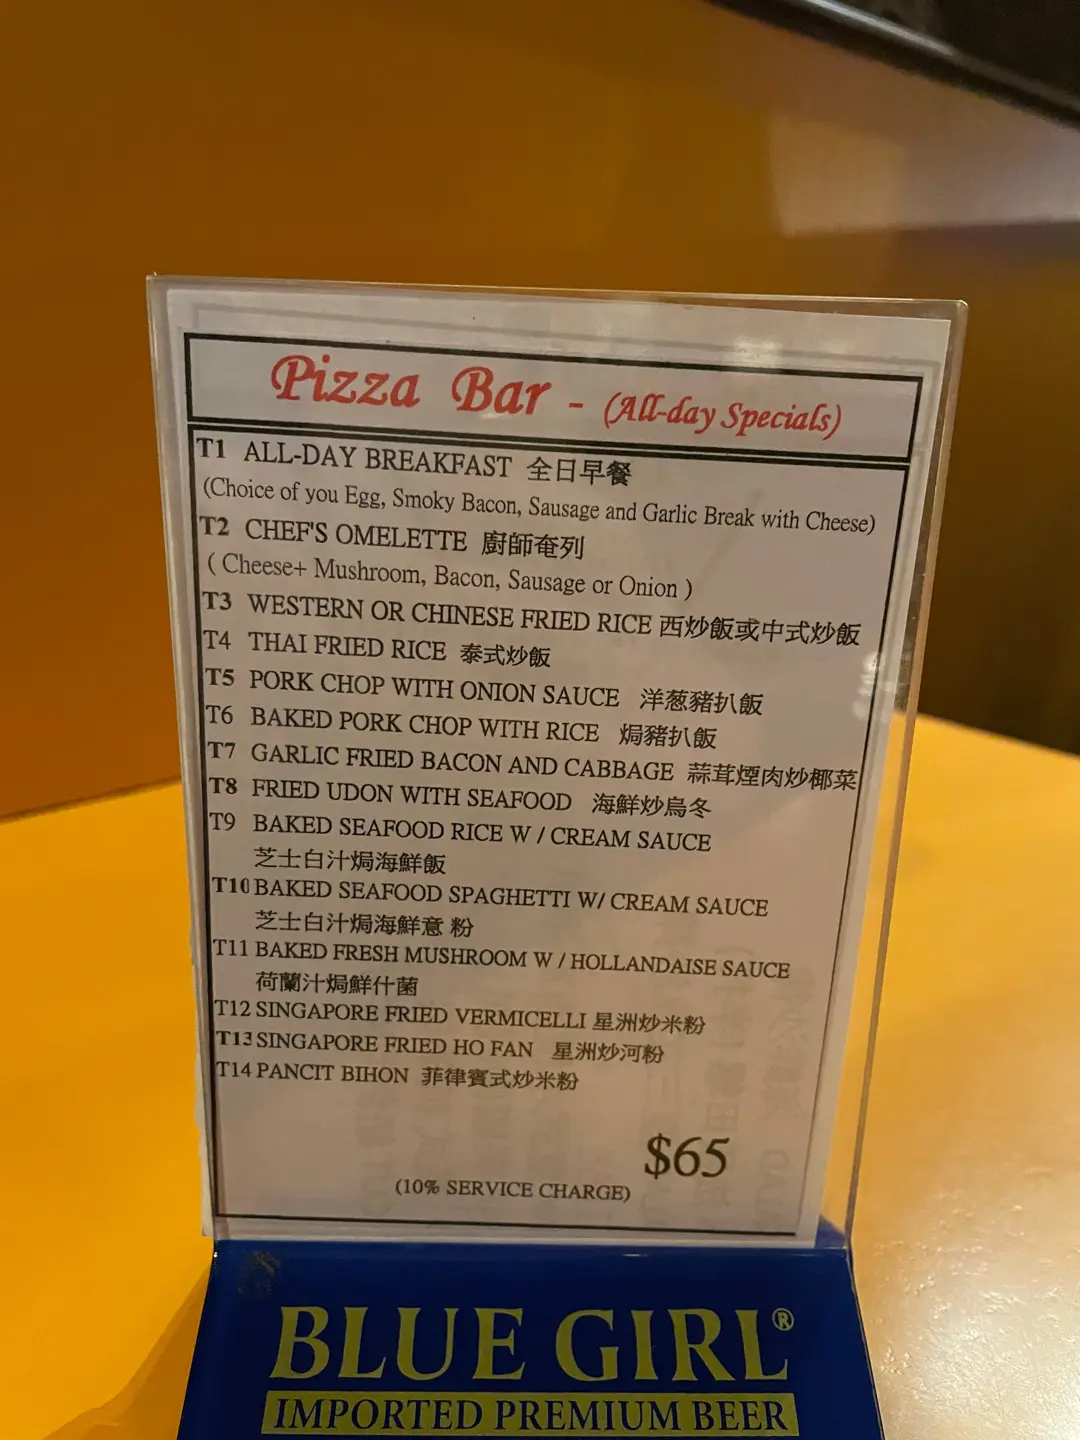 Pizza Bar - (All-day Specials)
T1 ALL-DAY BREAKFAST 全日早餐
(Choice of you Egg, Smoky Bacon, Sausage and Garlic Break with Cheese)
T2 CHEF'S OMELETTE 廚師奄列
( Cheese+ Mushroom, Bacon, Sausage or Onion )
T3 WESTERN OR CHINESE FRIED RICE 西炒飯或中式炒飯
T4 THAI FRIED RICE 泰式炒飯
T5 PORK CHOP WITH ONION SAUCE 洋葱豬扒飯
T6 BAKED PORK CHOP WITH RICE 焗豬扒飯
T7 GARLIC FRIED BACON AND CABBAGE 蒜茸煙肉炒椰菜
T8 FRIED UDON WITH SEAFOOD 海鮮炒烏冬
T9 BAKED SEAFOOD RICE W / CREAM SAUCE
芝士白汁焗海鮮飯
T10 BAKED SEAFOOD SPAGHETTI W/ CREAM SAUCE
芝士白汁焗海鮮意 粉
T11 BAKED FRESH MUSHROOM W / HOLLANDAISE SAUCE
荷蘭汁焗鮮什菌
T12 SINGAPORE FRIED VERMICELLI 星洲炒米粉
T13 SINGAPORE FRIED HO FAN 星洲炒河粉
T14 PANCIT BIHON 菲律賓式炒米粉
$65
(10% SERVICE CHARGE)
BLUE GIRL®
IMPORTED PREMIUM BEER